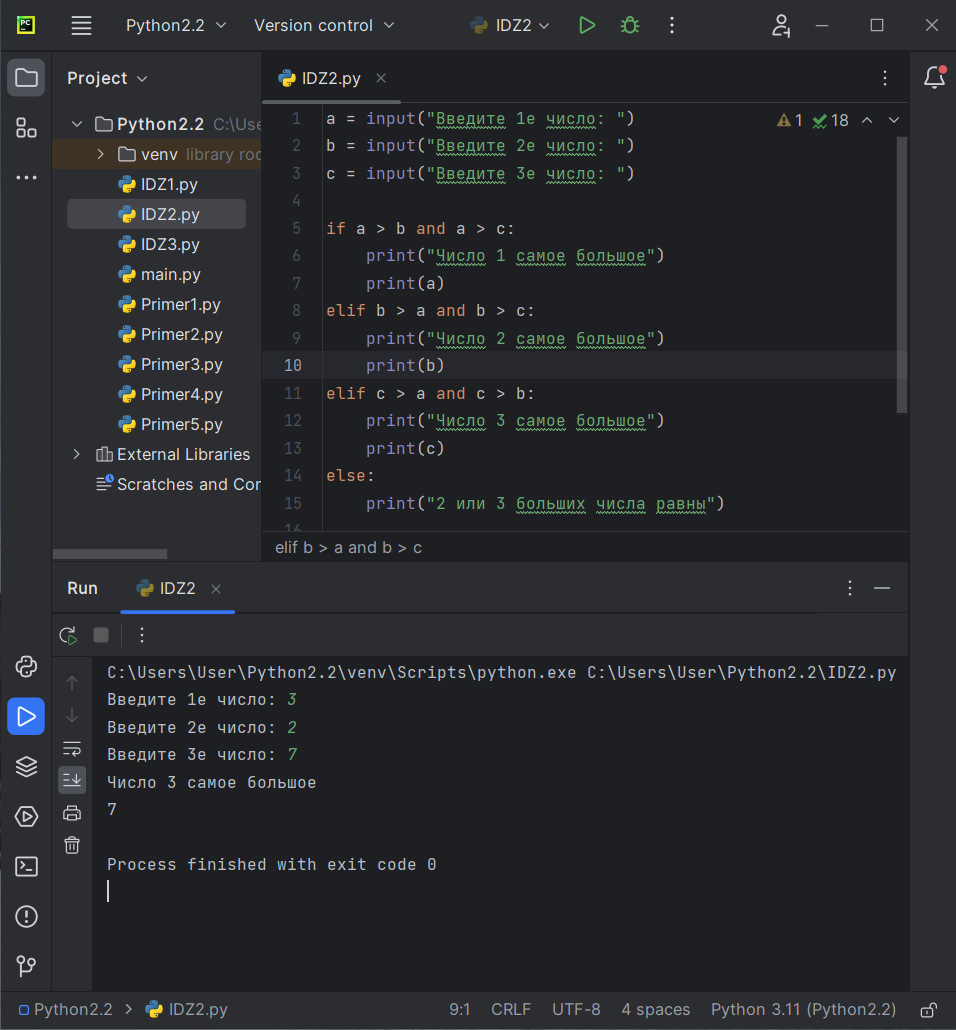 PC
Python2.2
Version control
IDZ2
Project
IDZ2.py
Python2.2 C:\Use
venv library roo
IDZ1.py
IDZ2.py
IDZ3.py
main.py
Primer1.py
Primer2.py
Primer3.py
Primer4.py
Primer5.py
External Libraries
Scratches and Con
1 18
1 a = input("Введите 1е число: ")
2 b = input("Введите 2е число: ")
3 c = input("Введите 3е число: ")
4
5 if a > b and a > c:
6 print("Число 1 самое большое")
7 print(a)
8 elif b > a and b > c:
9 print("Число 2 самое большое")
10 print(b)
11 elif c > a and c > b:
12 print("Число 3 самое большое")
13 print(c)
14 else:
15 print("2 или 3 больших числа равны")
16
elif b > a and b > c
Run
IDZ2
C:\Users\User\Python2.2\venv\Scripts\python.exe C:\Users\User\Python2.2\IDZ2.py
Введите 1е число: 3
Введите 2е число: 2
Введите 3е число: 7
Число 3 самое большое
7
Process finished with exit code 0
Python2.2 > IDZ2.py
9:1 CRLF UTF-8 4 spaces Python 3.11 (Python2.2)